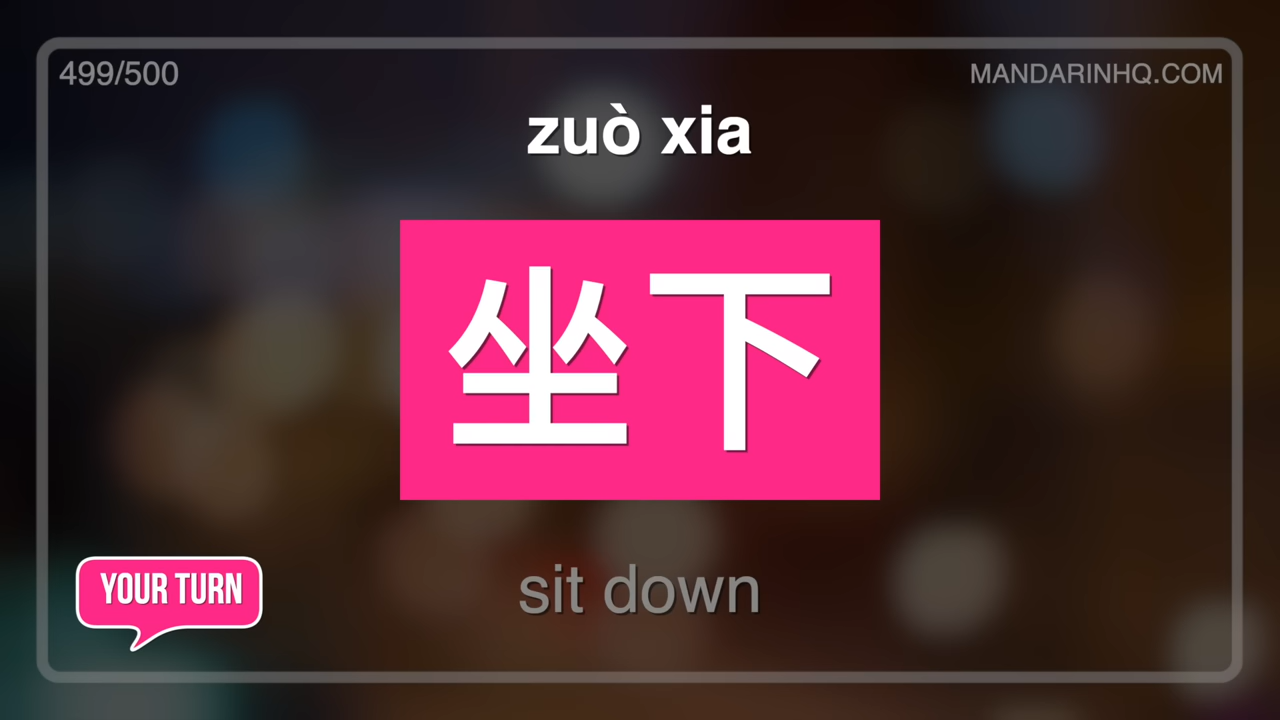 499/500
MANDARINHQ.COM
zuò xia
坐下
sit down
YOUR TURN